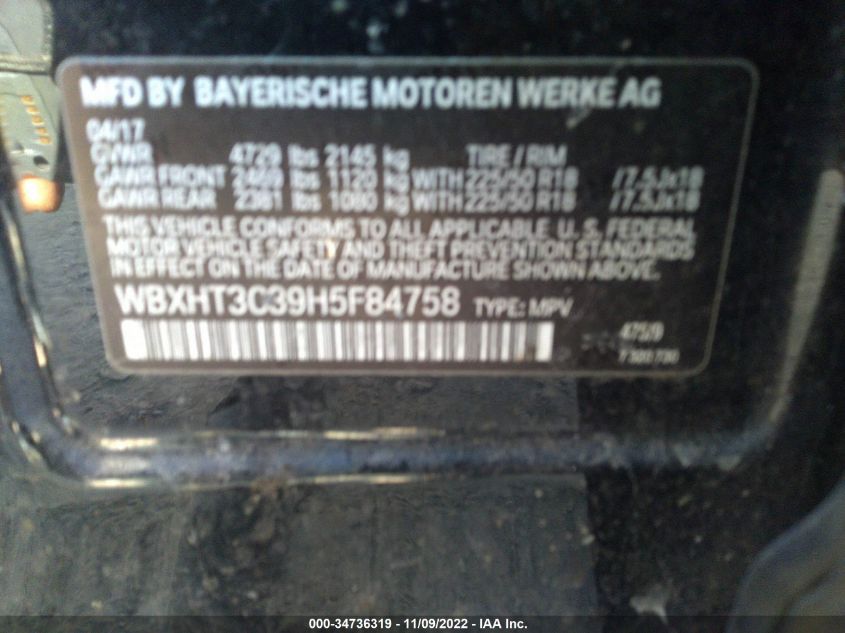 MFD BY BAYERISCHE MOTOREN WERKE AG
04/17
GVWR 4729 lbs 2145 kg TIRE / RIM
GAWR FRONT 2469 lbs 1120 kg WITH 225/50 R18 /7.5Jx18
GAWR REAR 2381 lbs 1080 kg WITH 225/50 R18 /7.5Jx18
THIS VEHICLE CONFORMS TO ALL APPLICABLE U. S. FEDERAL
MOTOR VEHICLE SAFETY AND THEFT PREVENTION STANDARDS
IN EFFECT ON THE DATE OF MANUFACTURE SHOWN ABOVE.
WBXHT3C39H5F84758 TYPE: MPV
475/9
000-34736319 - 11/09/2022 - IAA Inc.